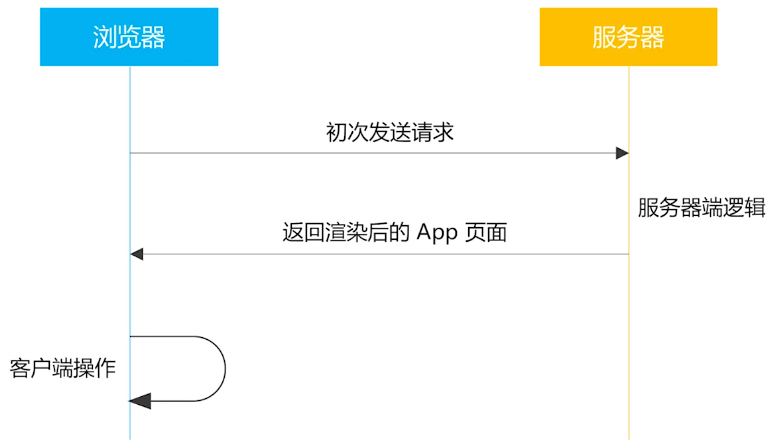 浏览器
服务器
初次发送请求
服务器端逻辑
返回渲染后的 App 页面
客户端操作